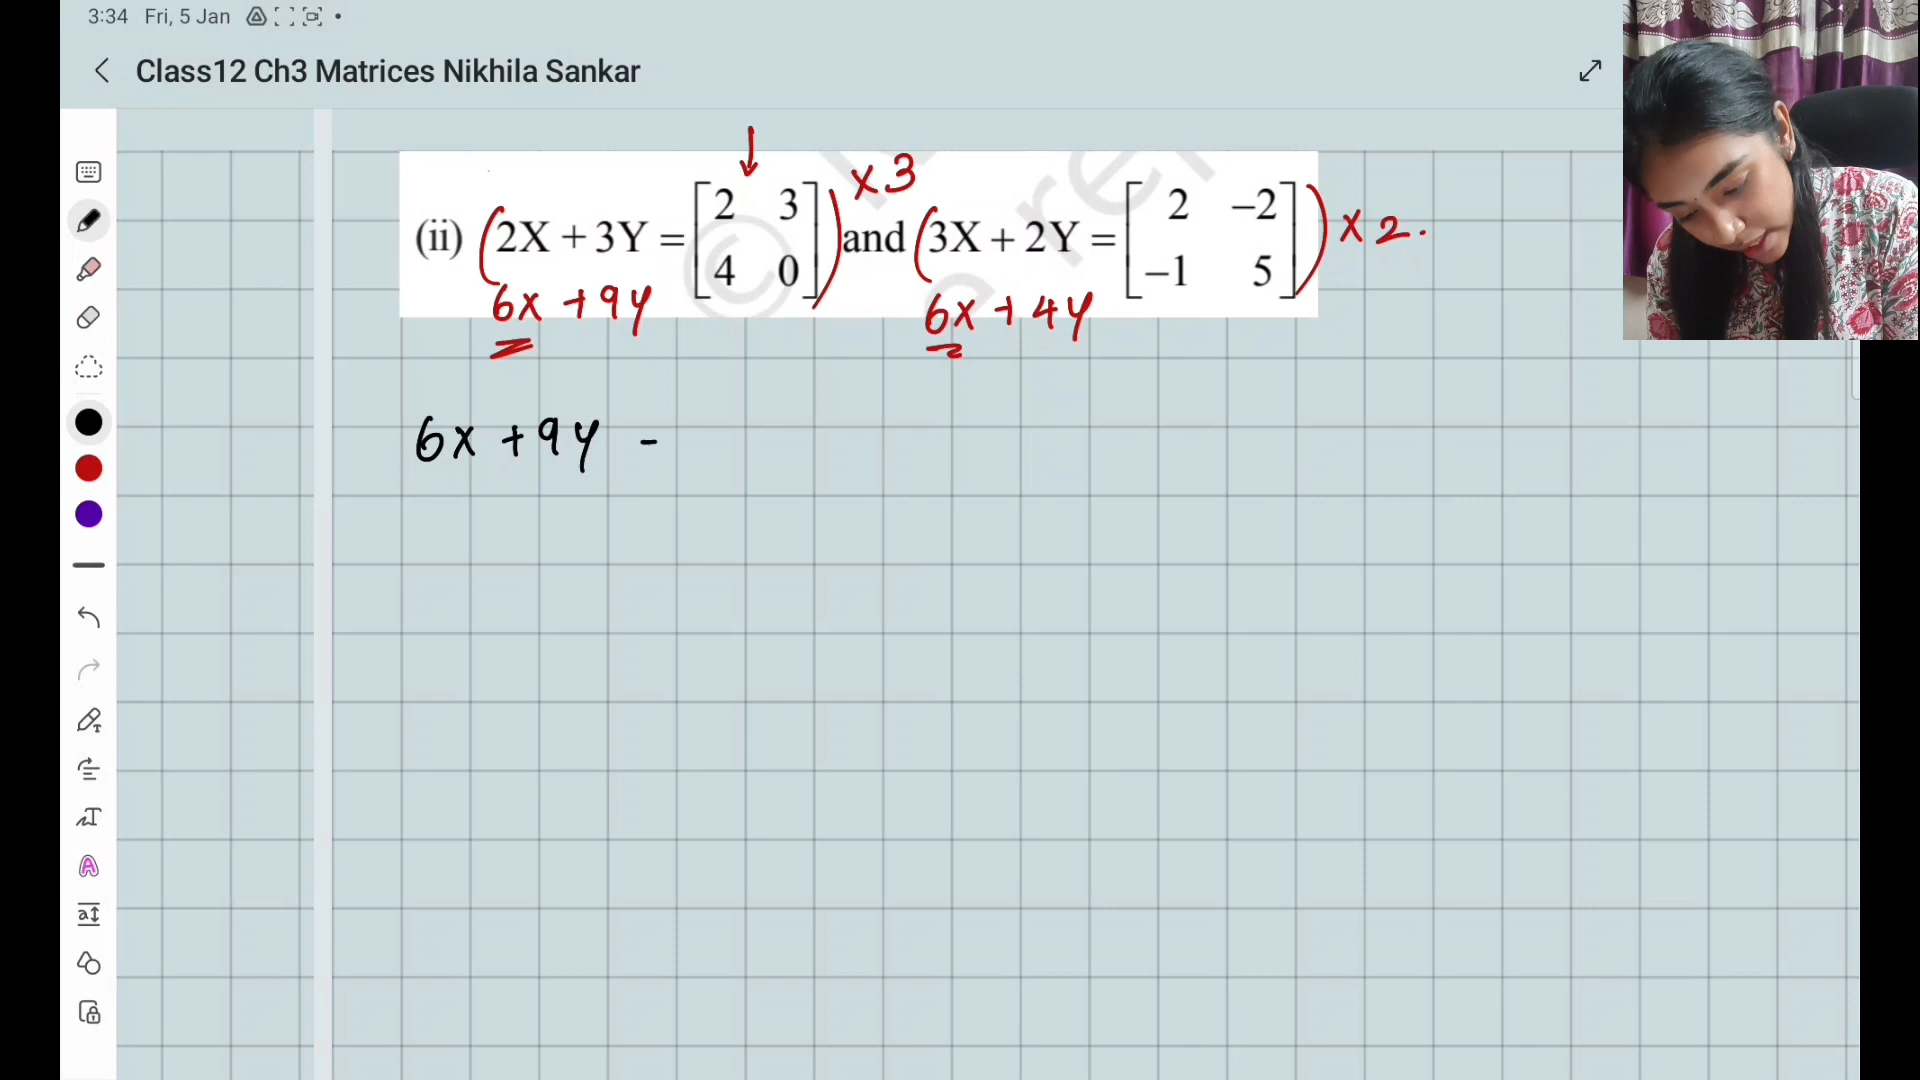 3:34 Fri, 5 Jan
Class12 Ch3 Matrices Nikhila Sankar
(ii) (2X + 3Y = [2 3; 4 0]) × 3 and (3X + 2Y = [2 -2; -1 5]) × 2.
6x + 9y 6x + 4y
6x + 9y -